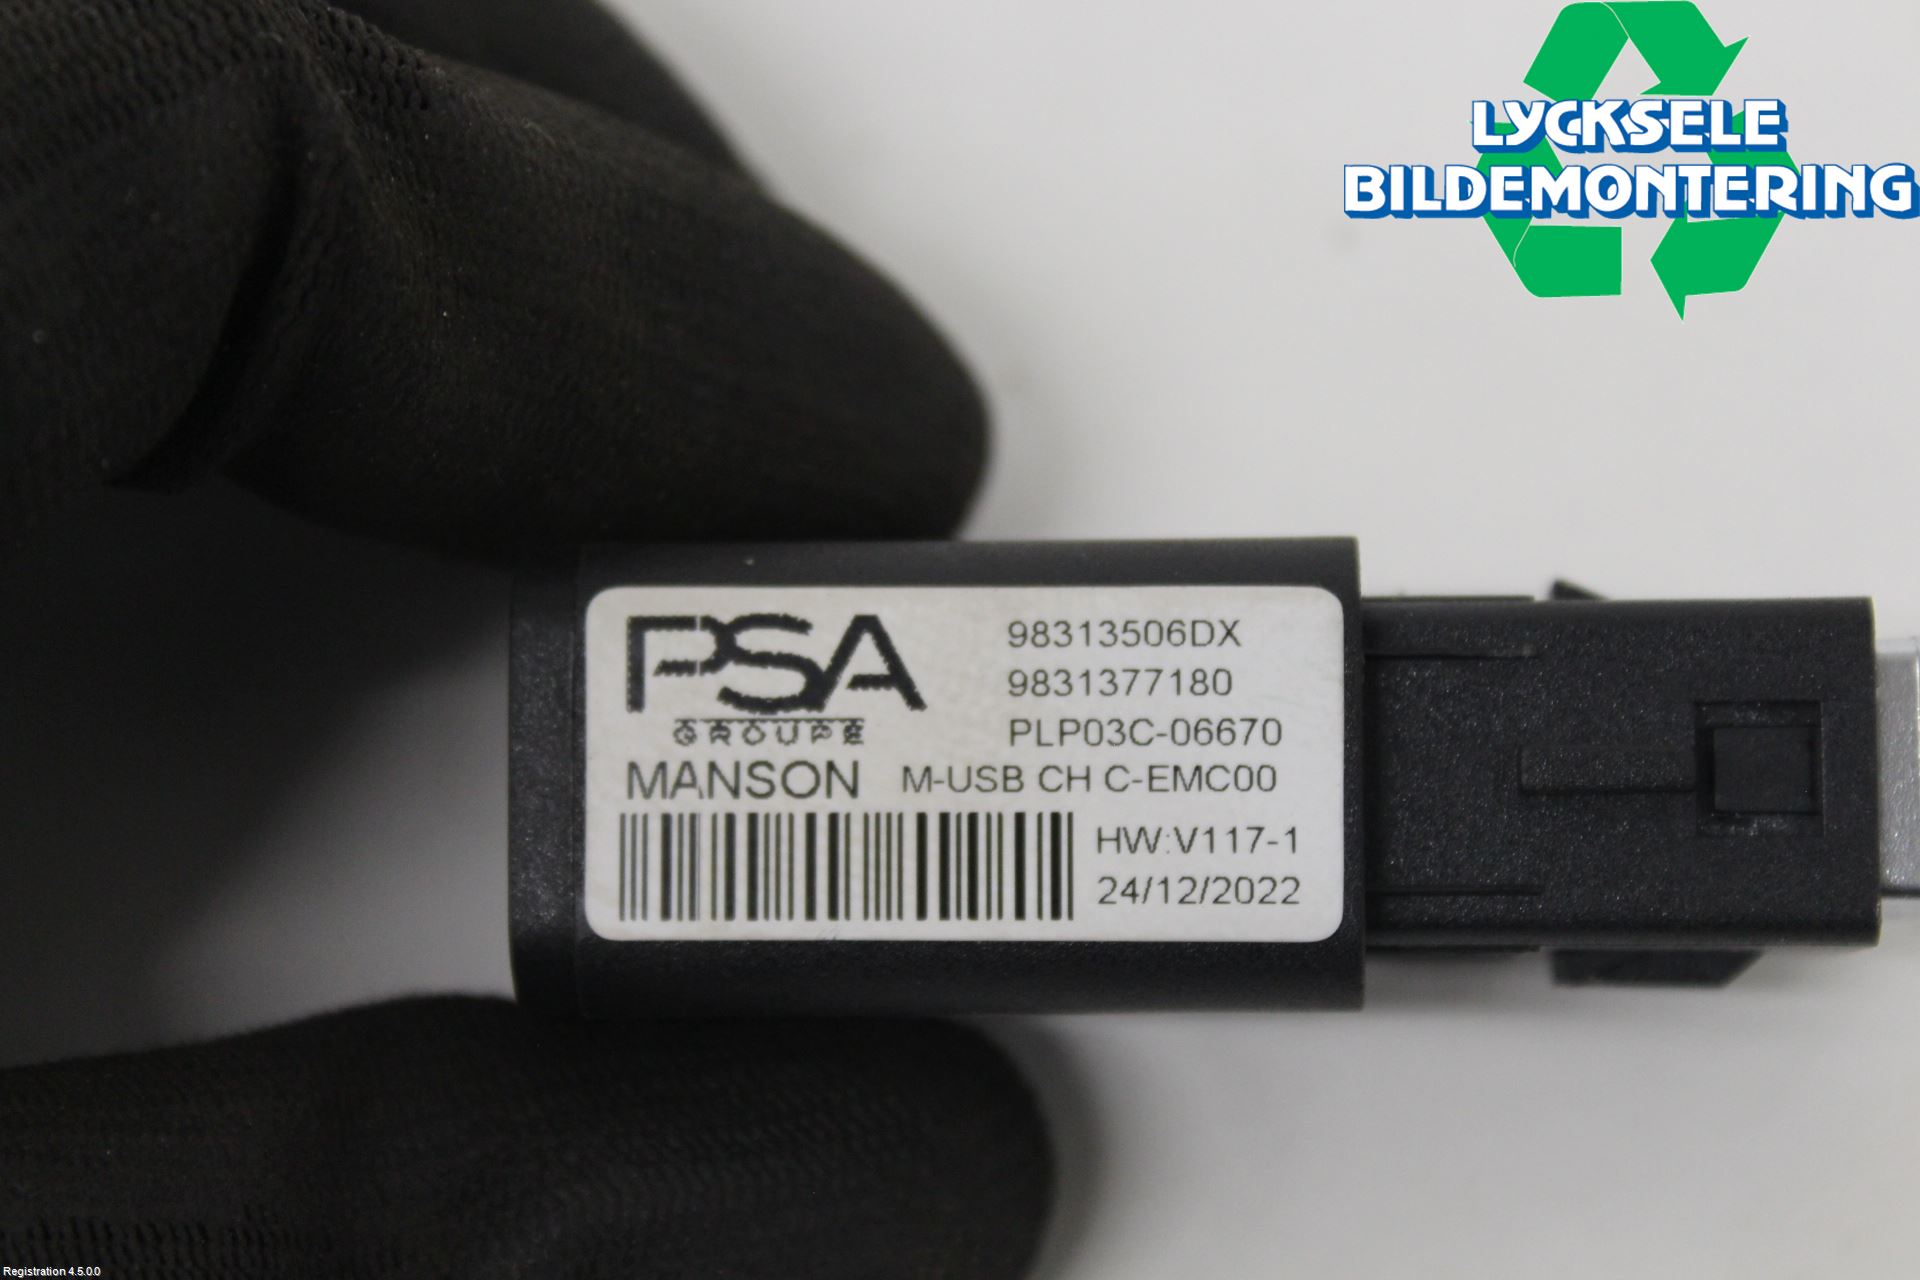 LYCKSELE
BILDEMONTERING
PSA
GROUPE
98313506DX
9831377180
PLP03C-06670
MANSON M-USB CH C-EMC00
HW:V117-1
24/12/2022
Registration 4.5.0.0